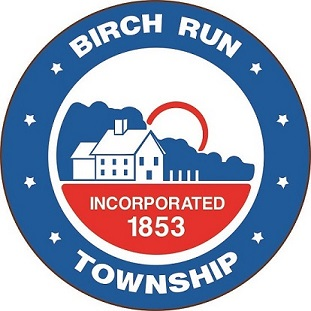 BIRCH RUN
INCORPORATED
1853
TOWNSHIP